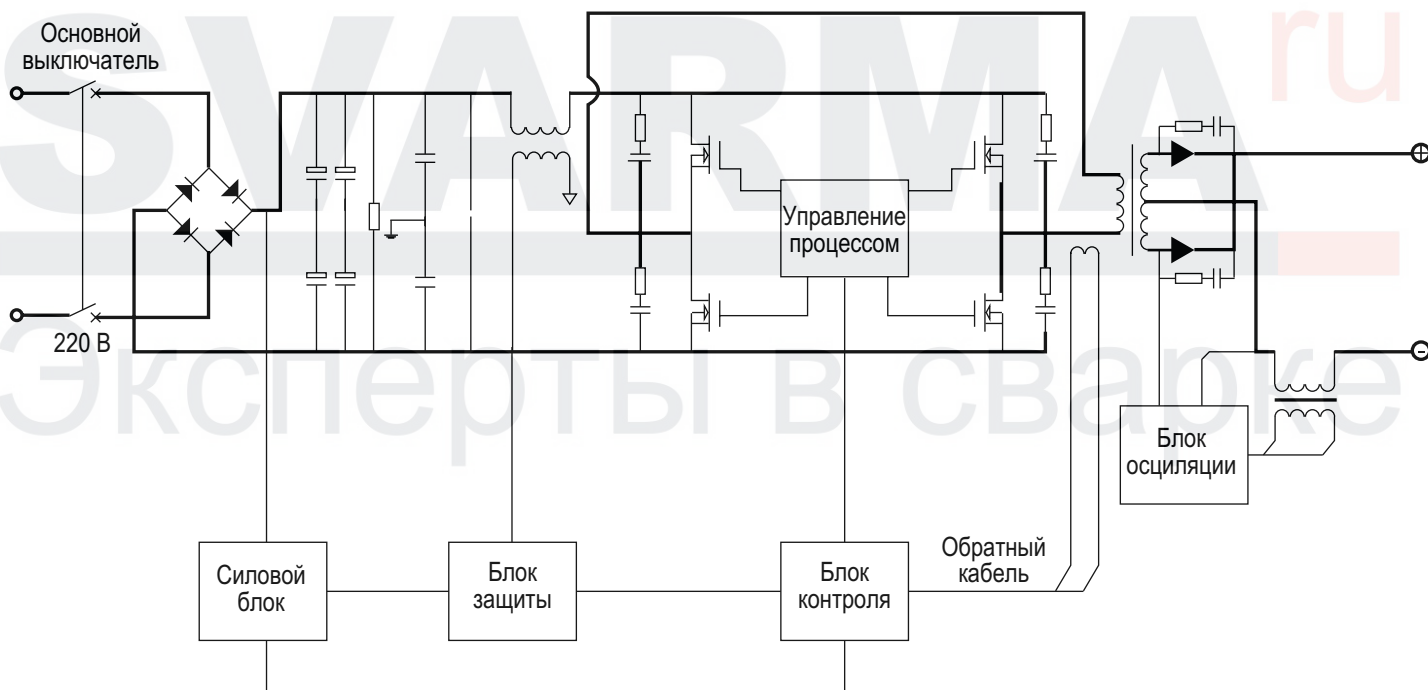 SVARMA
ru
Эксперты в сварке
Основной
выключатель
220 В
Управление
процессом
Блок
осциляции
Обратный
кабель
Силовой
блок
Блок
защиты
Блок
контроля